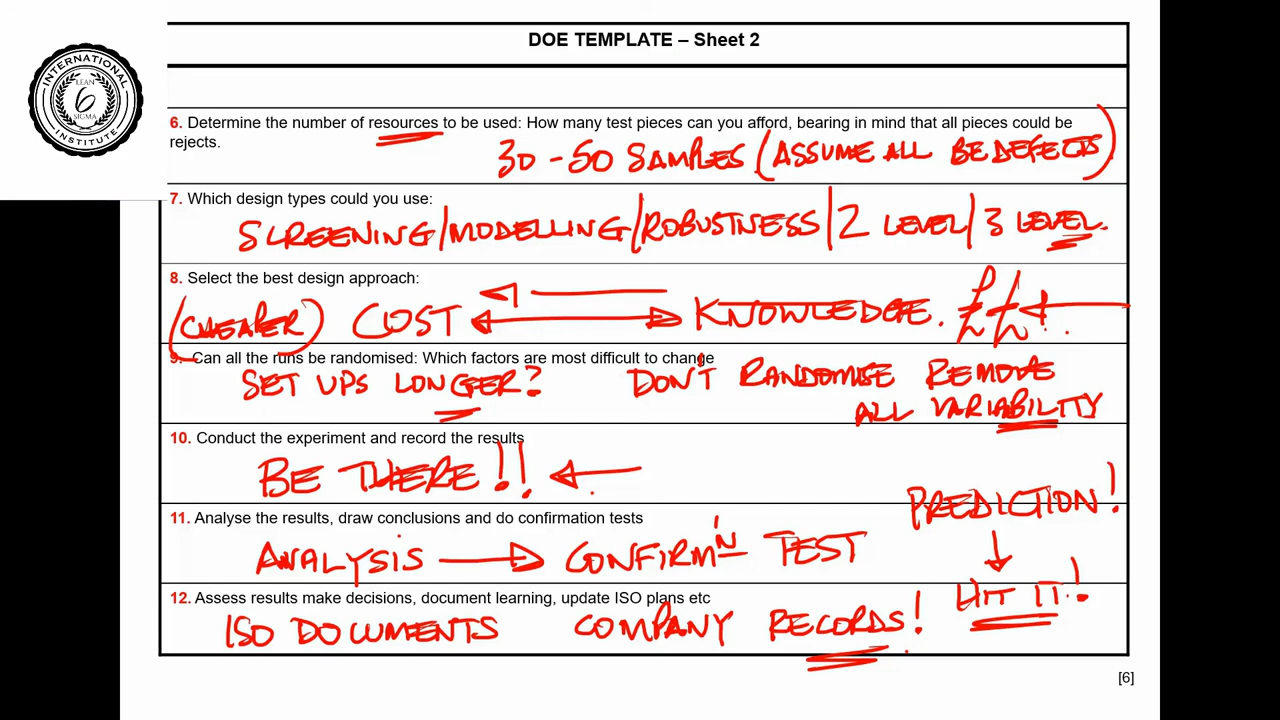 DOE TEMPLATE – Sheet 2
INTERNATIONAL
LEAN
6
SIGMA
INSTITUTE
6. Determine the number of resources to be used: How many test pieces can you afford, bearing in mind that all pieces could be
rejects.
30 - 50 SAMPLES (ASSUME ALL BE DEFECTS)
7. Which design types could you use:
SCREENING/MODELLING/ROBUSTNESS/2 LEVEL/3 LEVEL.
8. Select the best design approach:
(CHEAPER) COST KNOWLEDGE. ££
9. Can all the runs be randomised: Which factors are most difficult to change
SET UPS LONGER? DON'T RANDOMISE REMOVE
ALL VARIABILITY
10. Conduct the experiment and record the results
BE THERE!!
PREDICTION!
11. Analyse the results, draw conclusions and do confirmation tests
ANALYSIS CONFIRM'N TEST
12. Assess results make decisions, document learning, update ISO plans etc
HIT IT!
ISO DOCUMENTS COMPANY RECORDS!
[6]